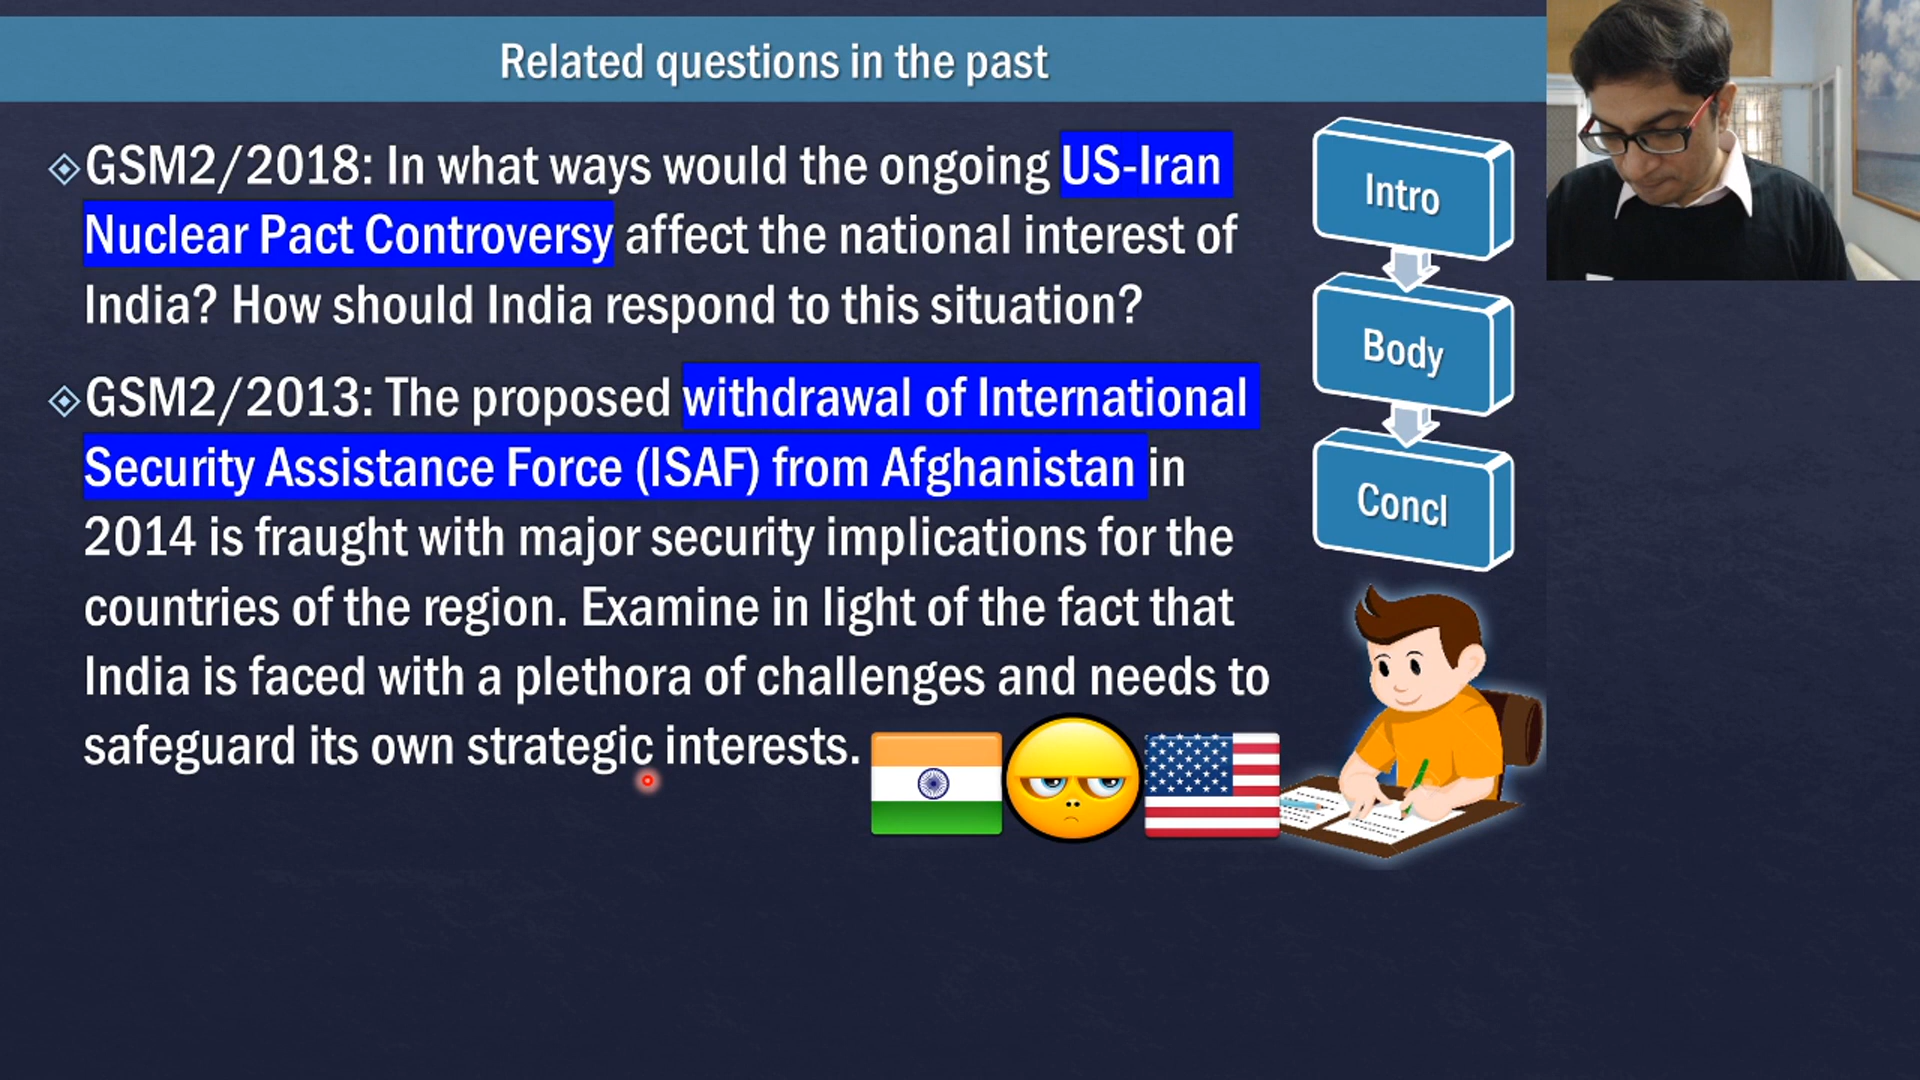 Related questions in the past
GSM2/2018: In what ways would the ongoing US-Iran
Nuclear Pact Controversy affect the national interest of
India? How should India respond to this situation?
GSM2/2013: The proposed withdrawal of International
Security Assistance Force (ISAF) from Afghanistan in
2014 is fraught with major security implications for the
countries of the region. Examine in light of the fact that
India is faced with a plethora of challenges and needs to
safeguard its own strategic interests.
Intro
Body
Concl